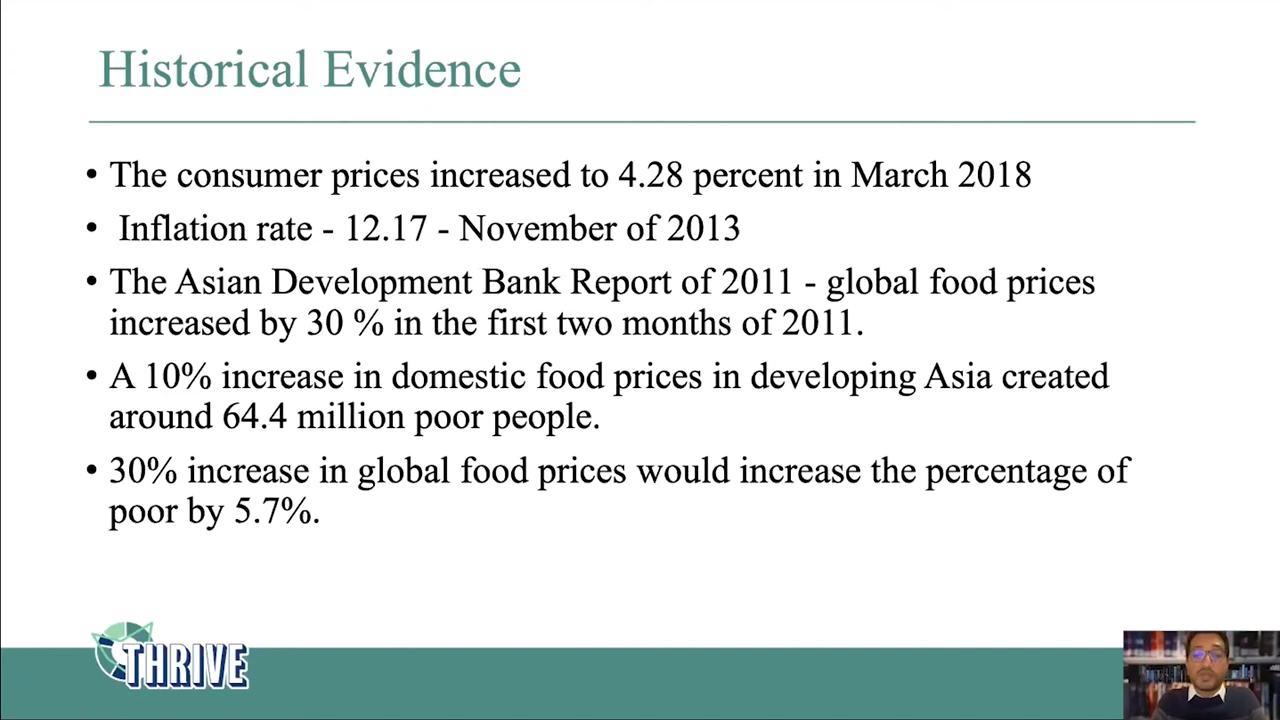 Historical Evidence
• The consumer prices increased to 4.28 percent in March 2018
• Inflation rate - 12.17 - November of 2013
• The Asian Development Bank Report of 2011 - global food prices
increased by 30 % in the first two months of 2011.
• A 10% increase in domestic food prices in developing Asia created
around 64.4 million poor people.
• 30% increase in global food prices would increase the percentage of
poor by 5.7%.
THRIVE